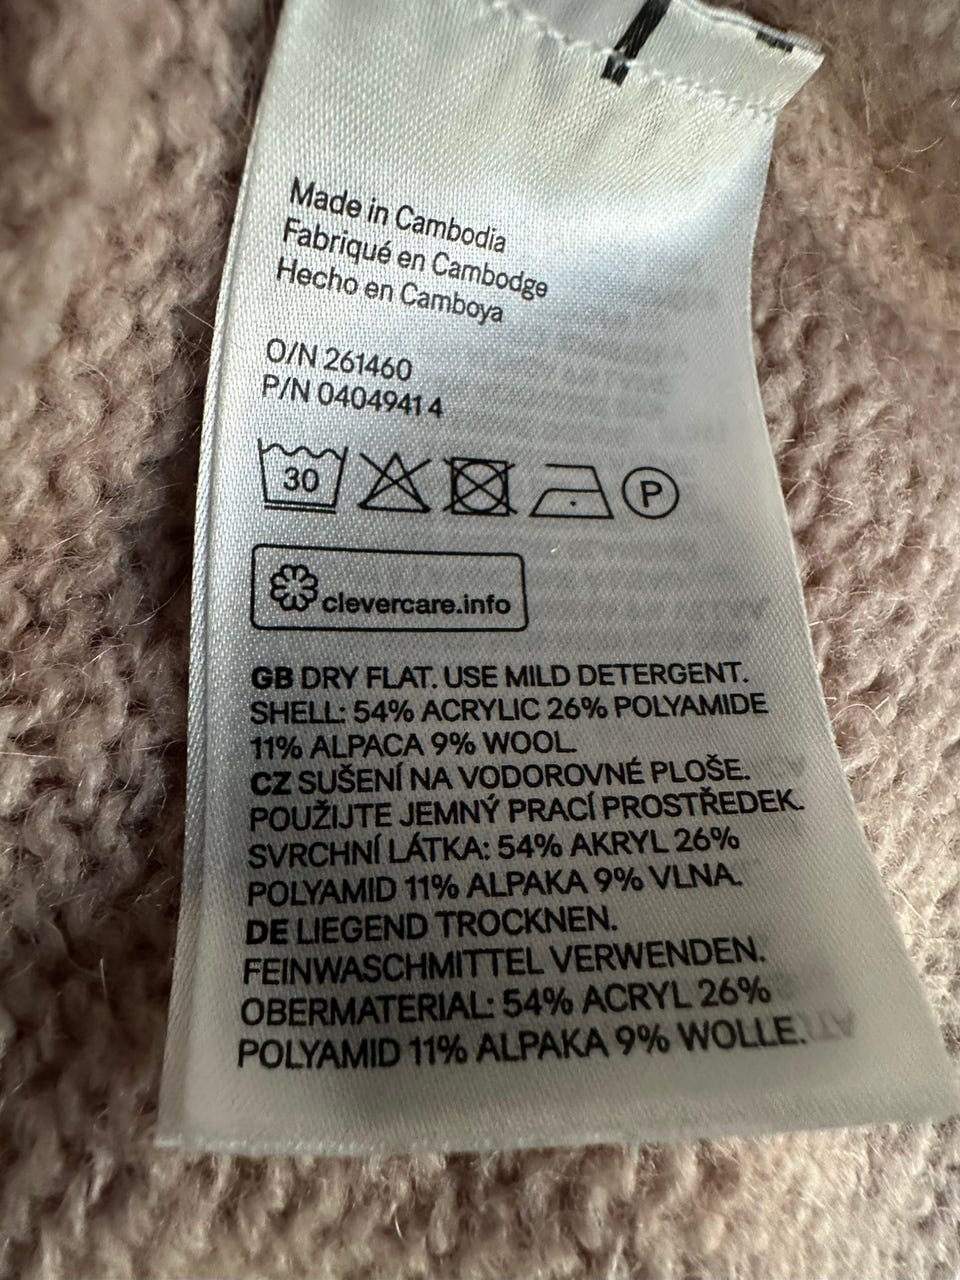 Made in Cambodia
Fabriqué en Cambodge
Hecho en Camboya
O/N 261460
P/N 0404941 4
30 P
clevercare.info
GB DRY FLAT. USE MILD DETERGENT.
SHELL: 54% ACRYLIC 26% POLYAMIDE
11% ALPACA 9% WOOL
CZ SUŠENÍ NA VODOROVNÉ PLOŠE.
POUŽIJTE JEMNÝ PRACÍ PROSTŘEDEK.
SVRCHNÍ LÁTKA: 54% AKRYL 26%
POLYAMID 11% ALPAKA 9% VLNA.
DE LIEGEND TROCKNEN.
FEINWASCHMITTEL VERWENDEN.
OBERMATERIAL: 54% ACRYL 26%
POLYAMID 11% ALPAKA 9% WOLLE.